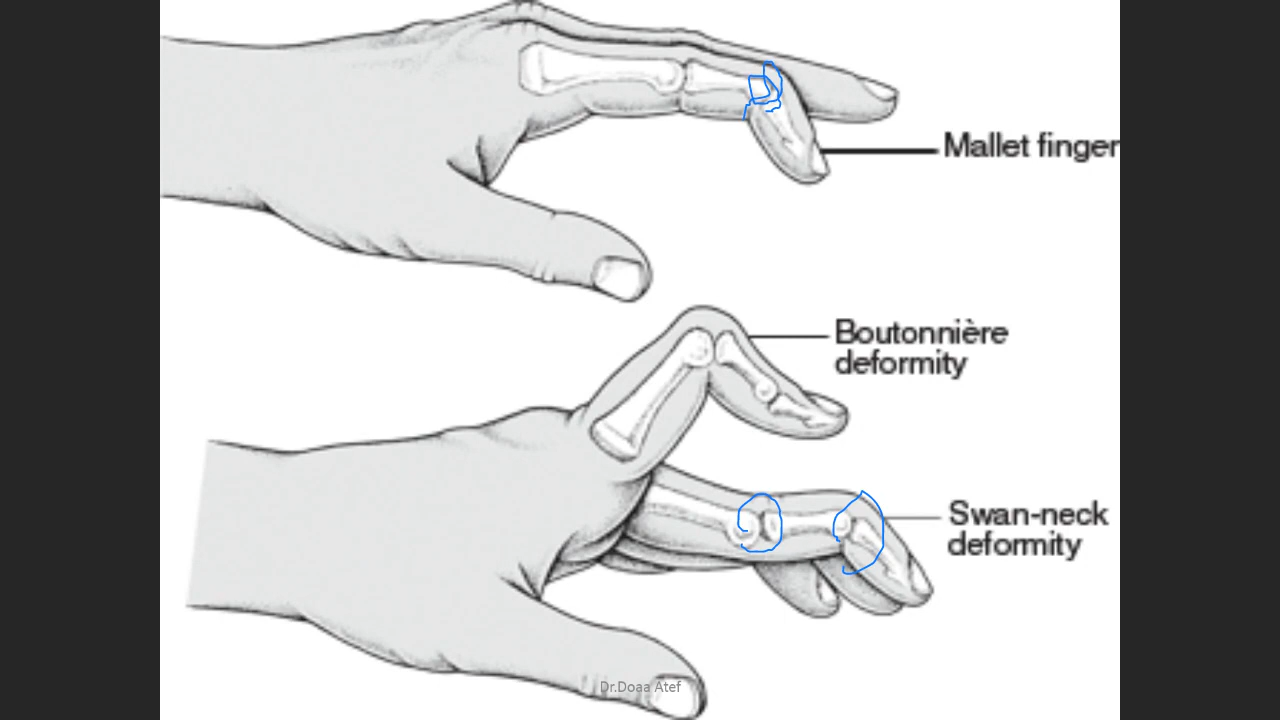 Mallet finger
Boutonnière
deformity
Swan-neck
deformity
Dr.Doaa Atef